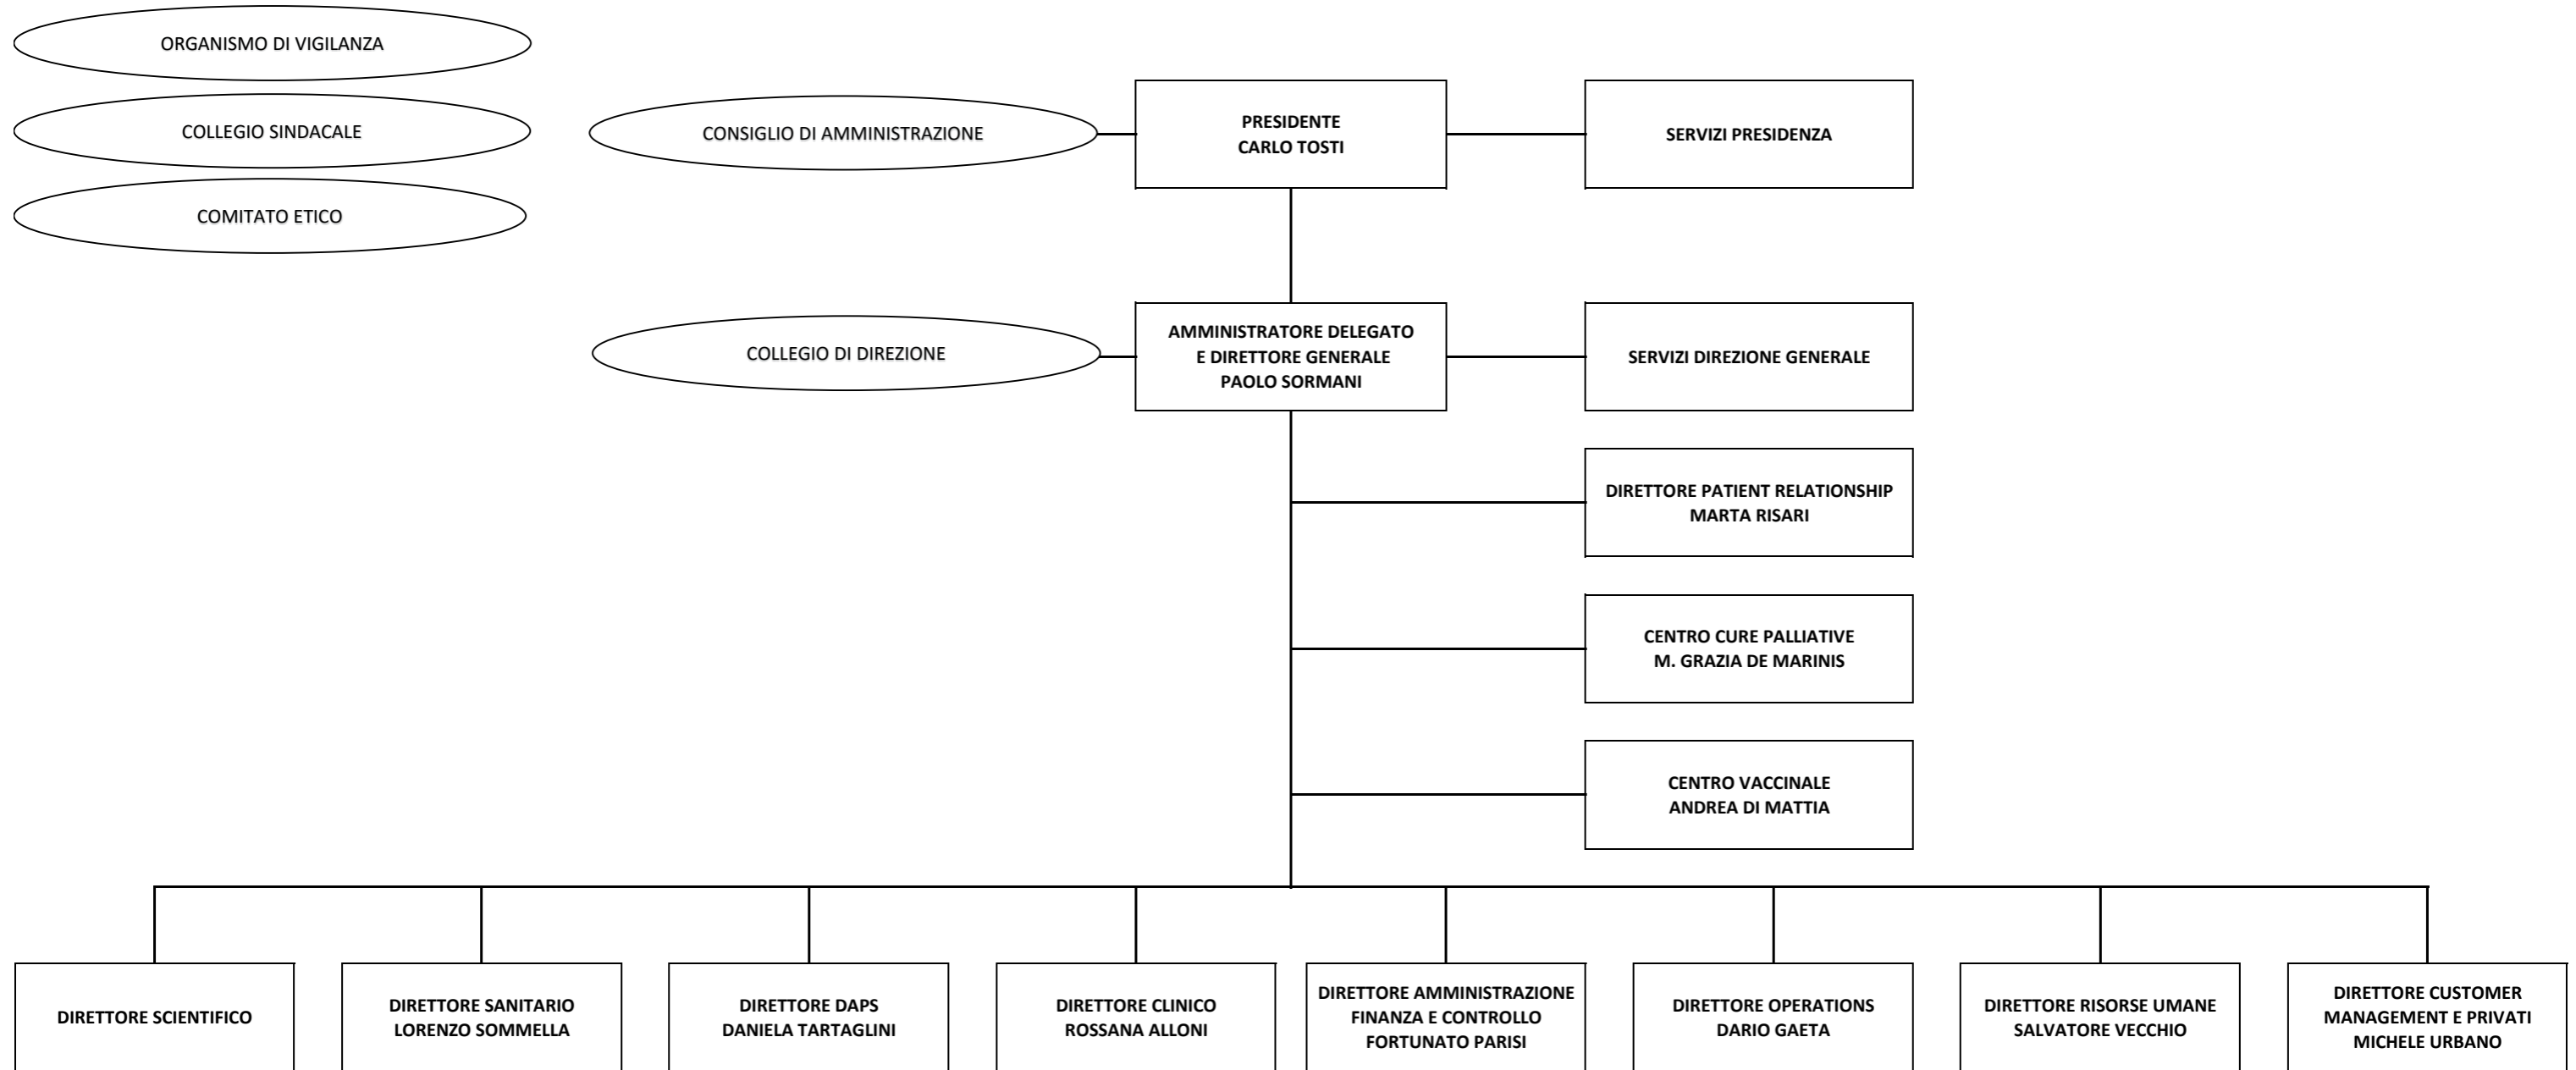 ORGANISMO DI VIGILANZA
COLLEGIO SINDACALE
COMITATO ETICO
CONSIGLIO DI AMMINISTRAZIONE
PRESIDENTE
CARLO TOSTI
SERVIZI PRESIDENZA
COLLEGIO DI DIREZIONE
AMMINISTRATORE DELEGATO
E DIRETTORE GENERALE
PAOLO SORMANI
SERVIZI DIREZIONE GENERALE
DIRETTORE PATIENT RELATIONSHIP
MARTA RISARI
CENTRO CURE PALLIATIVE
M. GRAZIA DE MARINIS
CENTRO VACCINALE
ANDREA DI MATTIA
DIRETTORE SCIENTIFICO
DIRETTORE SANITARIO
LORENZO SOMMELLA
DIRETTORE DAPS
DANIELA TARTAGLINI
DIRETTORE CLINICO
ROSSANA ALLONI
DIRETTORE AMMINISTRAZIONE
FINANZA E CONTROLLO
FORTUNATO PARISI
DIRETTORE OPERATIONS
DARIO GAETA
DIRETTORE RISORSE UMANE
SALVATORE VECCHIO
DIRETTORE CUSTOMER
MANAGEMENT E PRIVATI
MICHELE URBANO